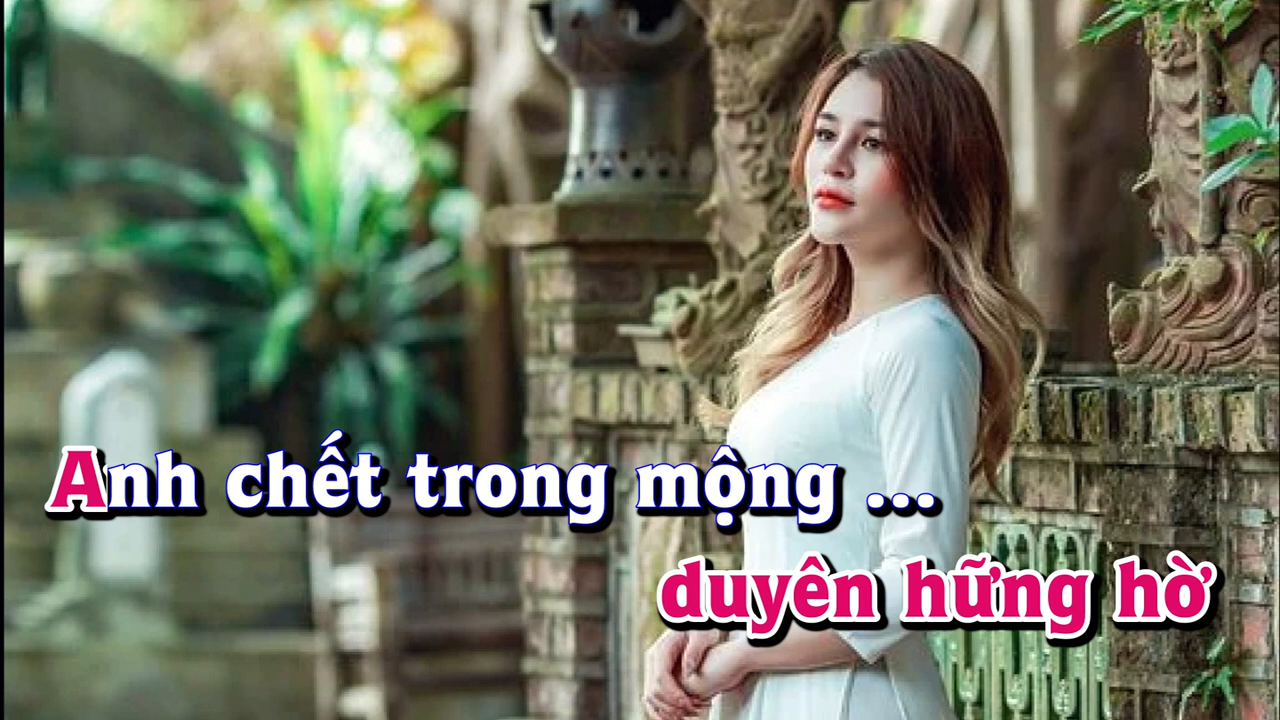 Anh chết trong mộng ...
duyên hững hờ